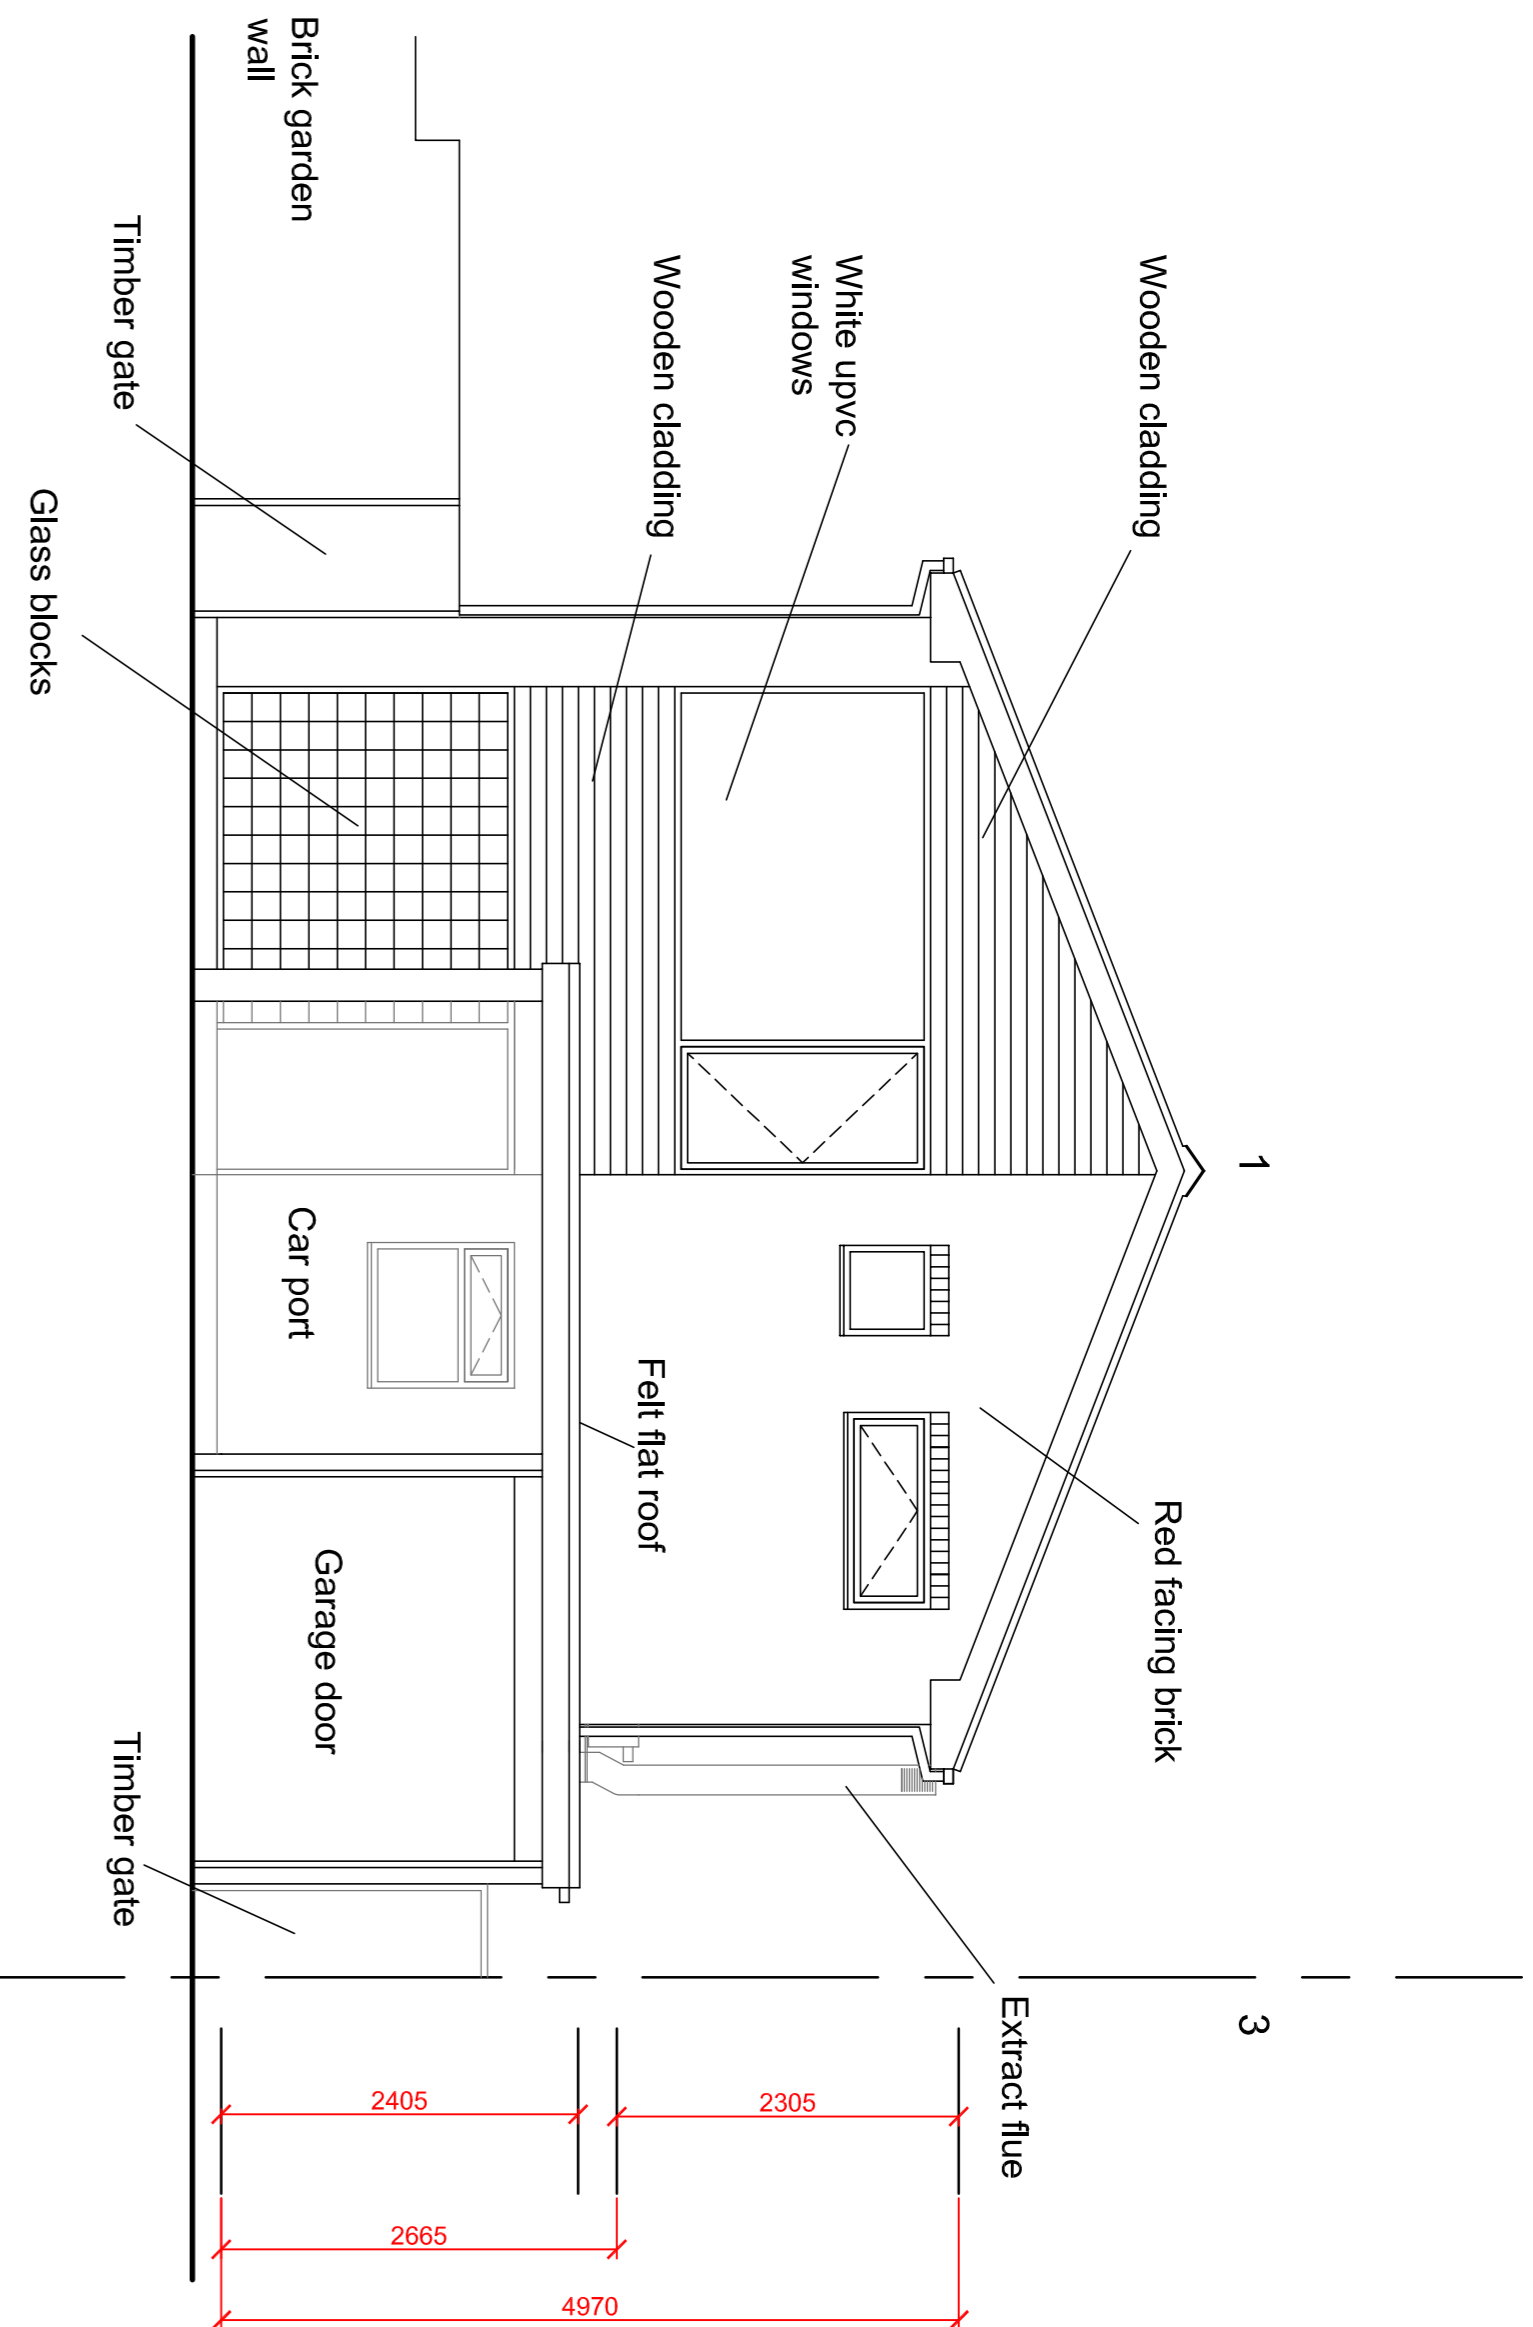 1
3
Wooden cladding
Red facing brick
Extract flue
White upvc
windows
Wooden cladding
Felt flat roof
Brick garden
wall
Car port
Garage door
Timber gate
Timber gate
Glass blocks
2305
2405
2665
4970